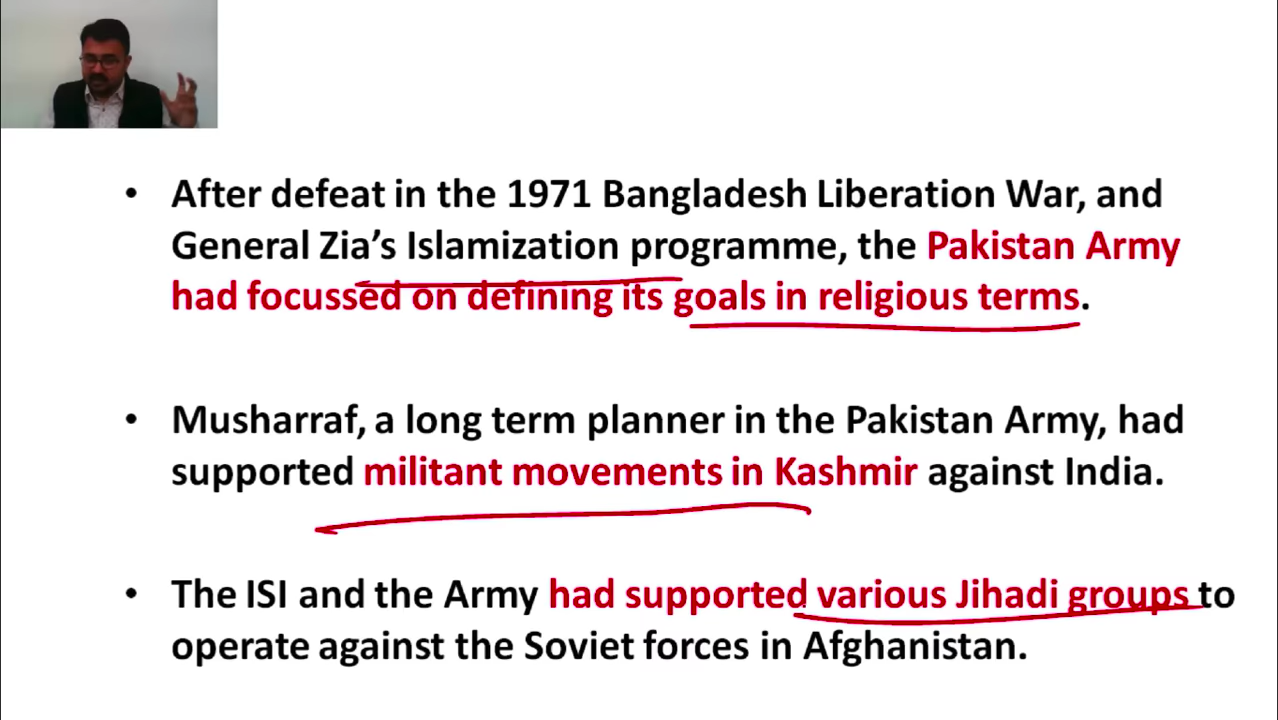 • After defeat in the 1971 Bangladesh Liberation War, and
General Zia’s Islamization programme, the Pakistan Army
had focussed on defining its goals in religious terms.
• Musharraf, a long term planner in the Pakistan Army, had
supported militant movements in Kashmir against India.
• The ISI and the Army had supported various Jihadi groups to
operate against the Soviet forces in Afghanistan.